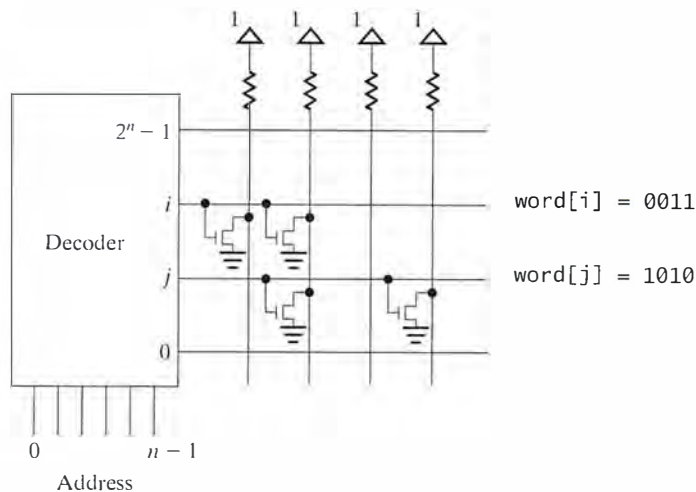 1 1 1 1
2ⁿ − 1
i
word[i] = 0011
Decoder
j
word[j] = 1010
0
0 n − 1
Address